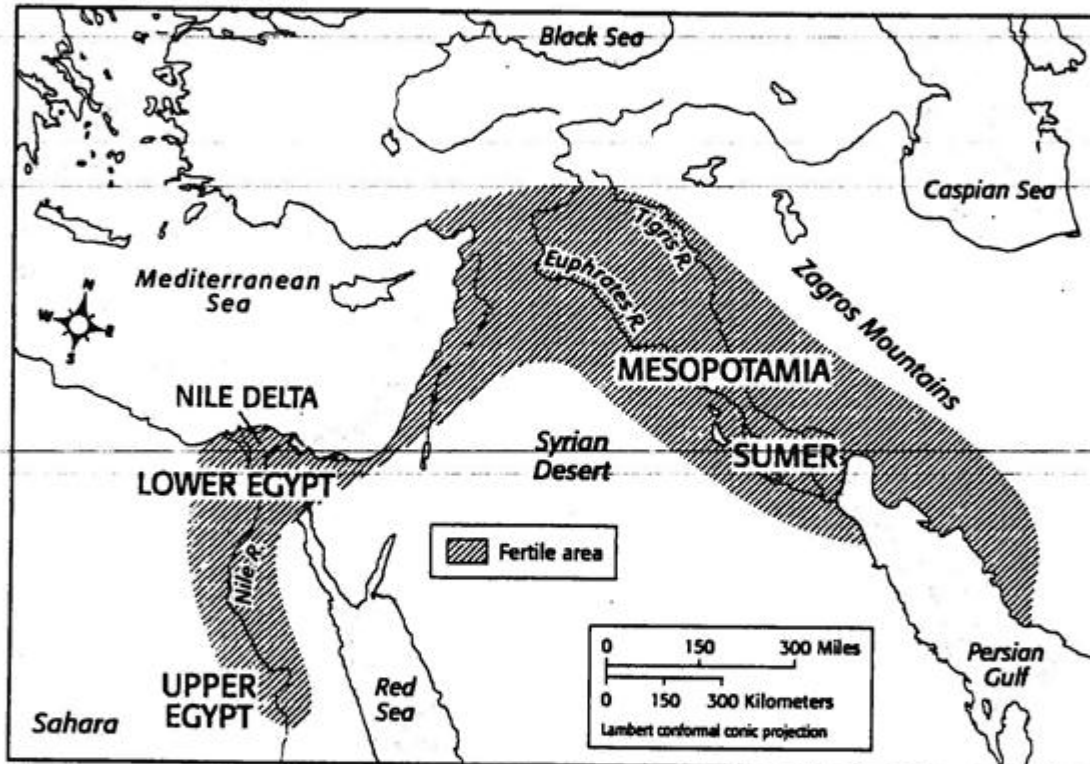 Black Sea
Caspian Sea
Tigris R.
Euphrates R.
Mediterranean
Sea
Zagros Mountains
N
W
E
S
MESOPOTAMIA
NILE DELTA
Syrian
Desert
SUMER
LOWER EGYPT
Fertile area
Nile R.
0 150 300 Miles
0 150 300 Kilometers
Lambert conformal conic projection
UPPER
EGYPT
Red
Sea
Persian
Gulf
Sahara